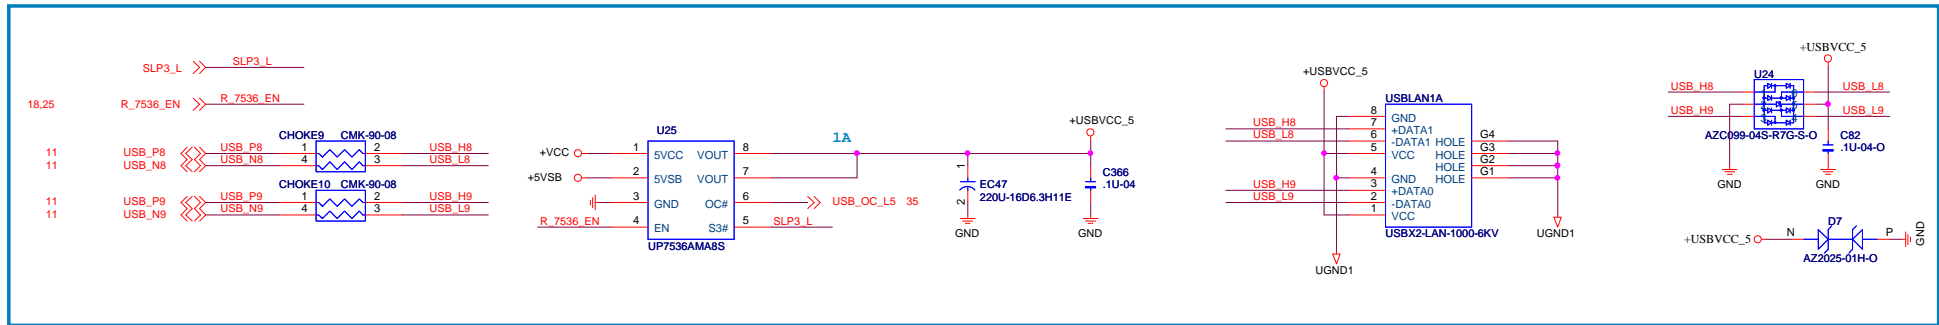 SLP3_L SLP3_L
18,25 R_7536_EN R_7536_EN
CHOKE9 CMK-90-08
11 USB_P8 USB_P8 1 2 USB_H8
11 USB_N8 USB_N8 4 3 USB_L8
CHOKE10 CMK-90-08
11 USB_P9 USB_P9 1 2 USB_H9
11 USB_N9 USB_N9 4 3 USB_L9
U25
1A
+USBVCC_5
+VCC 1 5VCC VOUT 8
+5VSB 2 5VSB VOUT 7
3 GND OC# 6 USB_OC_L5 35
R_7536_EN 4 EN S3# 5 SLP3_L
UP7536AMA8S
1
EC47
220U-16D6.3H11E
2
GND
C366
.1U-04
GND
+USBVCC_5
USBLAN1A
8 GND
USB_H8 7 +DATA1
USB_L8 6 -DATA1 HOLE G4
5 VCC HOLE G3
HOLE G2
4 GND HOLE G1
USB_H9 3 +DATA0
USB_L9 2 -DATA0
1 VCC
USBX2-LAN-1000-6KV
UGND1
UGND1
+USBVCC_5
U24
USB_H8 USB_L8
USB_H9 USB_L9
AZC099-04S-R7G-S-O
C82
.1U-04-O
GND
GND
D7
+USBVCC_5 N P GND
AZ2025-01H-O